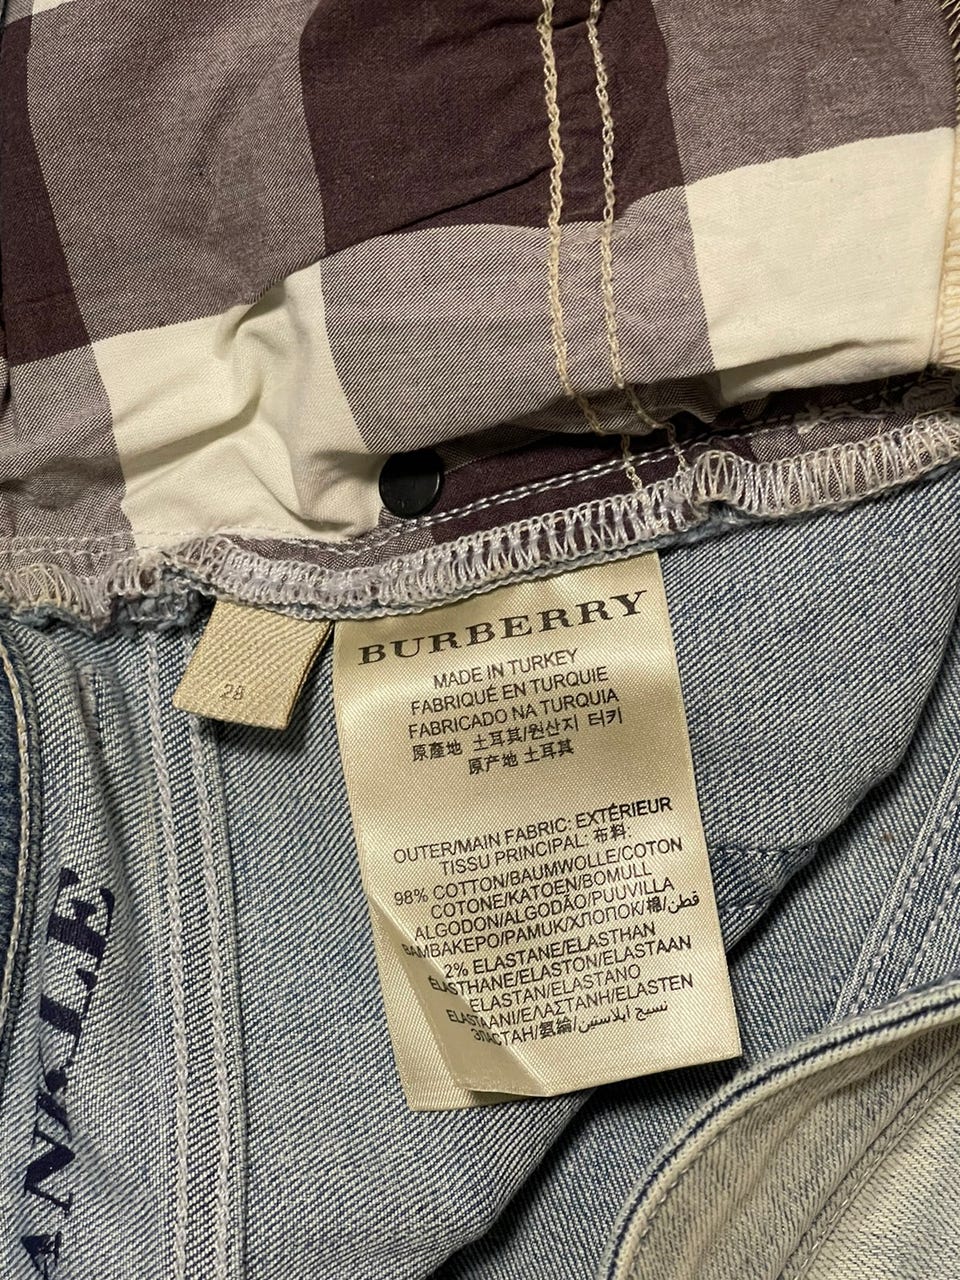 BURBERRY
MADE IN TURKEY
FABRIQUÉ EN TURQUIE
FABRICADO NA TURQUIA
原產地 土耳其/원산지 터키
原产地 土耳其
OUTER/MAIN FABRIC: EXTÉRIEUR
TISSU PRINCIPAL: 布料:
98% COTTON/BAUMWOLLE/COTON
COTONE/KATOEN/BOMULL
ALGODON/ALGODÃO/PUUVILLA
ΒΑΜΒΑΚΕΡΟ/PAMUK/ХЛОПОК/棉/قطن
2% ELASTANE/ELASTHAN
ÉLASTHANE/ELASTON/ELASTAAN
ELASTAN/ELASTANO
ELASTAANI/ΕΛΑΣΤΑΝΗ/ELASTEN
ЭЛАСТАН/氨綸/نسيج ايلاستين
28